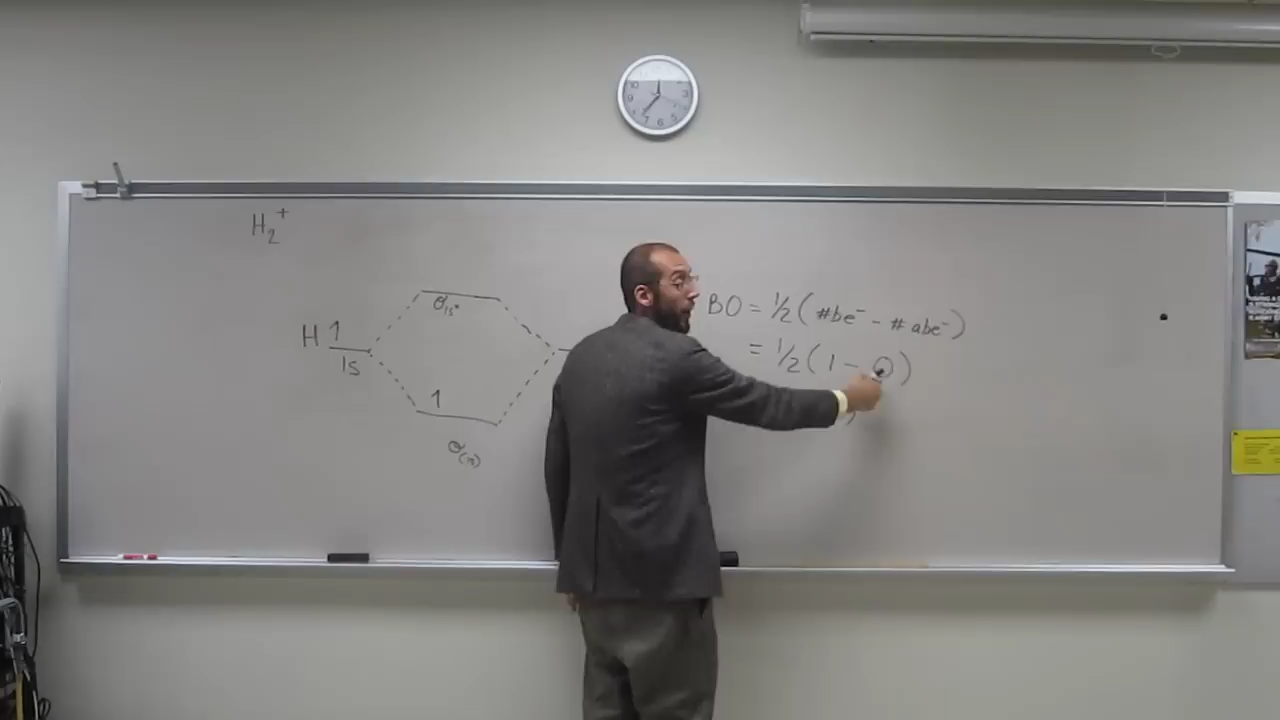 H₂⁺
σ₁ₛ*
H 1
1s
1
σ₍₁ₛ₎
BO = 1/2 ( #be⁻ - # abe⁻ )
= 1/2 ( 1 - 0 )